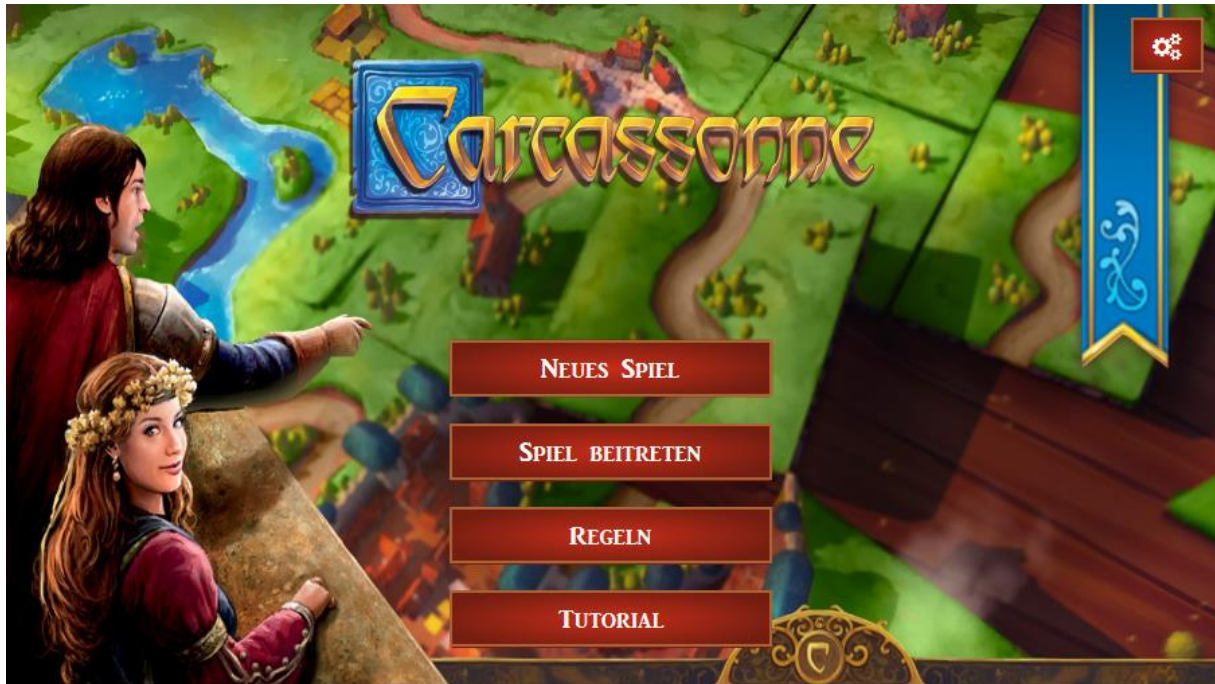 Carcassonne
Neues Spiel
Spiel beitreten
Regeln
Tutorial